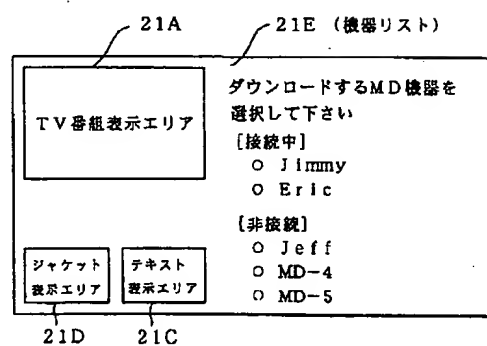 21A
21E (機器リスト)
TV番組表示エリア
ダウンロードするMD機器を
選択して下さい
[接続中]
○ Jimmy
○ Eric
[非接続]
○ Jeff
○ MD-4
○ MD-5
ジャケット
表示エリア
テキスト
表示エリア
21D
21C